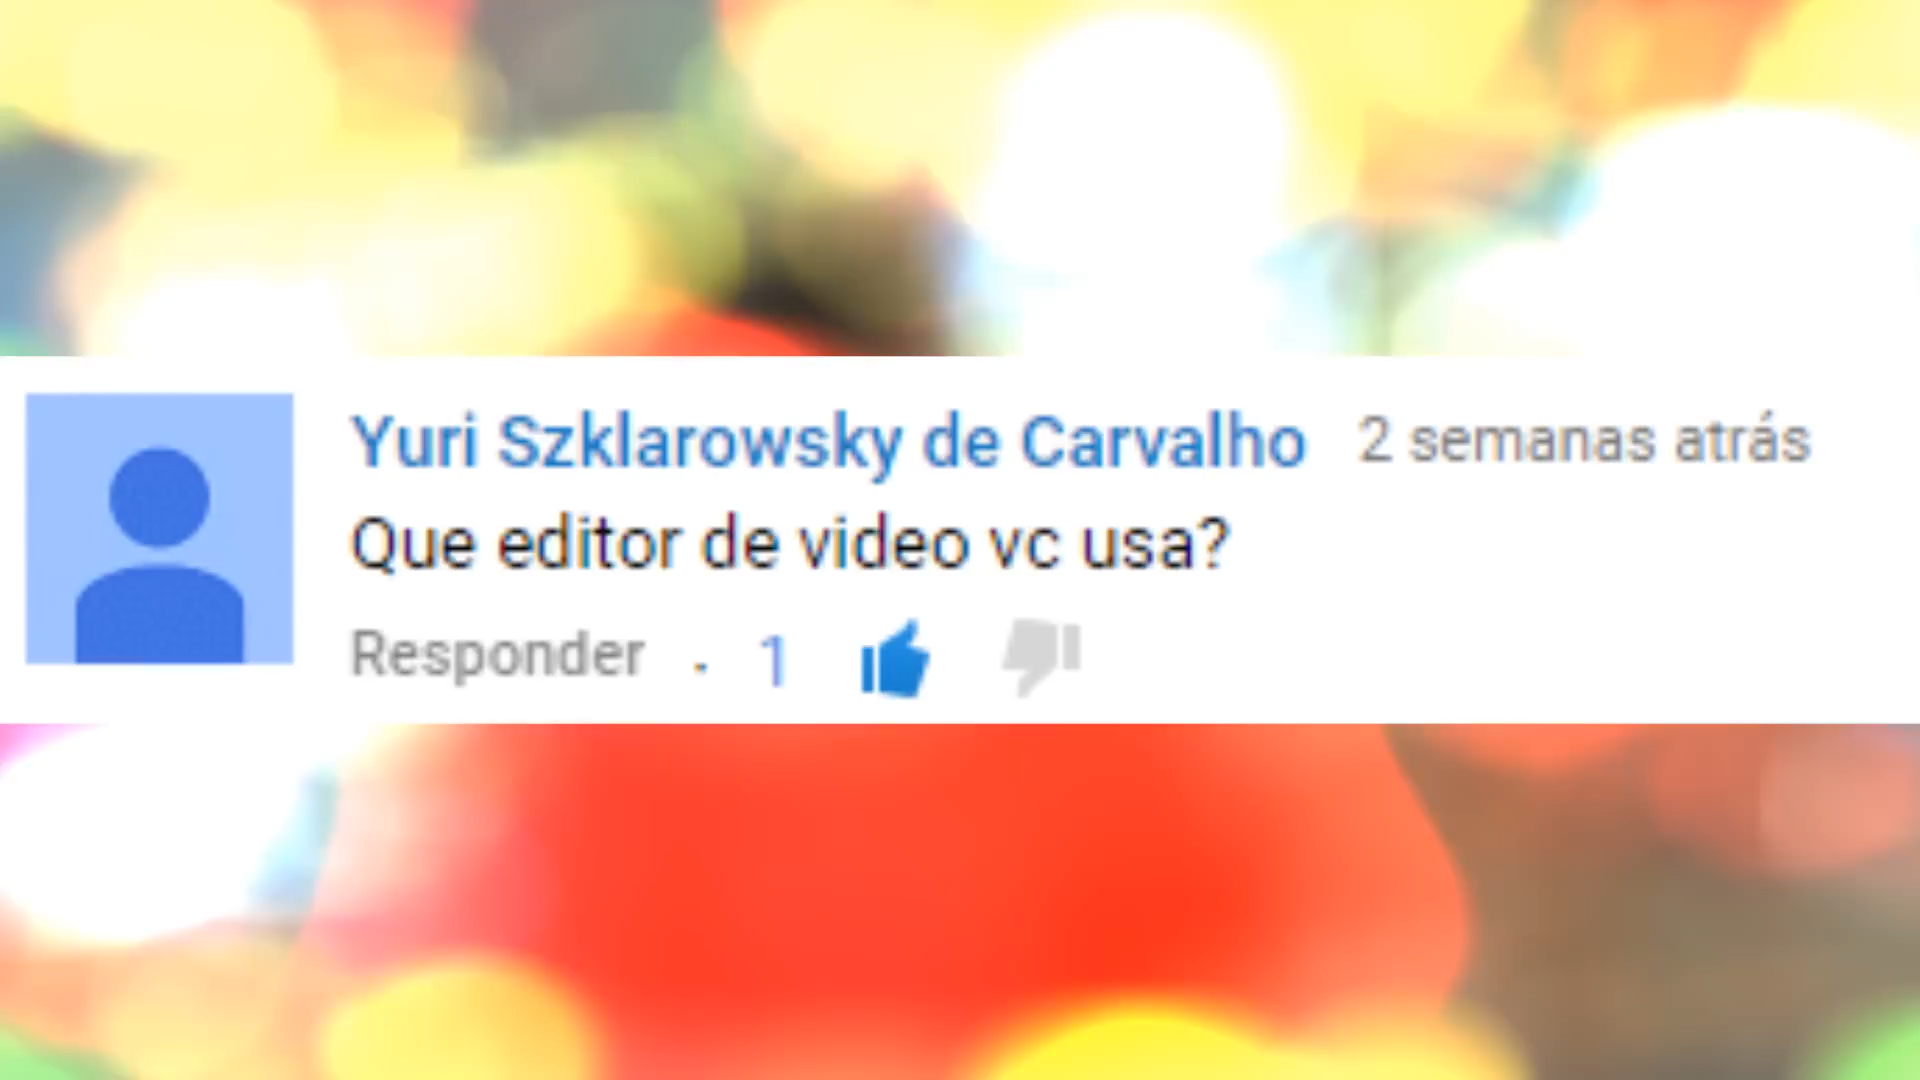 Yuri Szklarowsky de Carvalho 2 semanas atrás
Que editor de video vc usa?
Responder · 1